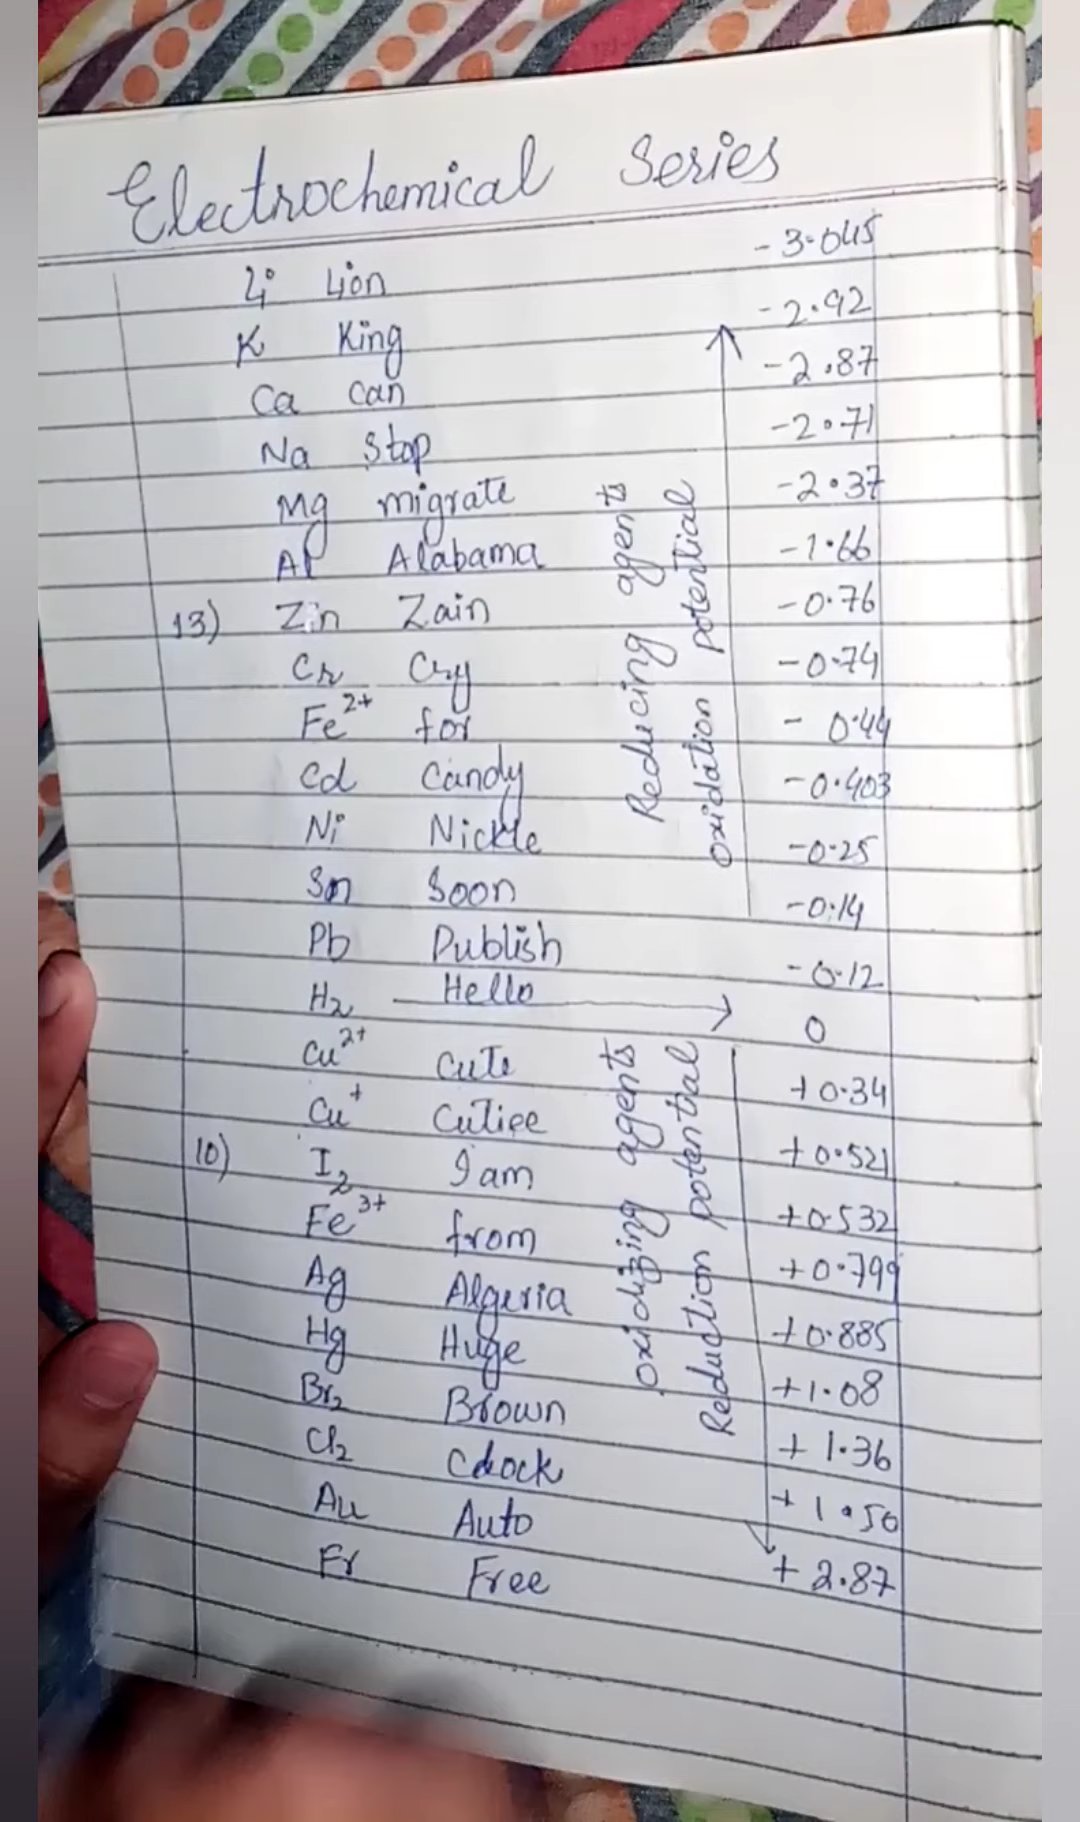 Electrochemical Series
Li Lion -3.045
K King -2.92
Ca can -2.87
Na Stop -2.71
Mg migrate -2.37
Al Alabama -1.66
13) Zin Zain -0.76
Cr Cry -0.74
Fe2+ for -0.44
Cd Candy -0.403
Ni Nickle -0.25
Sn Soon -0.14
Pb Publish -0.12
H2 Hello 0
Cu2+ Cute +0.34
Cu+ Cutiee +0.521
10) I2 I am +0.532
Fe3+ from +0.799
Ag Algeria +0.885
Hg Huge +1.08
Br2 Brown +1.36
Cl2 Cdock +1.50
Au Auto +2.87
Fr Free
Reducing agents
oxidation potential
oxidizing agents
Reduction potential